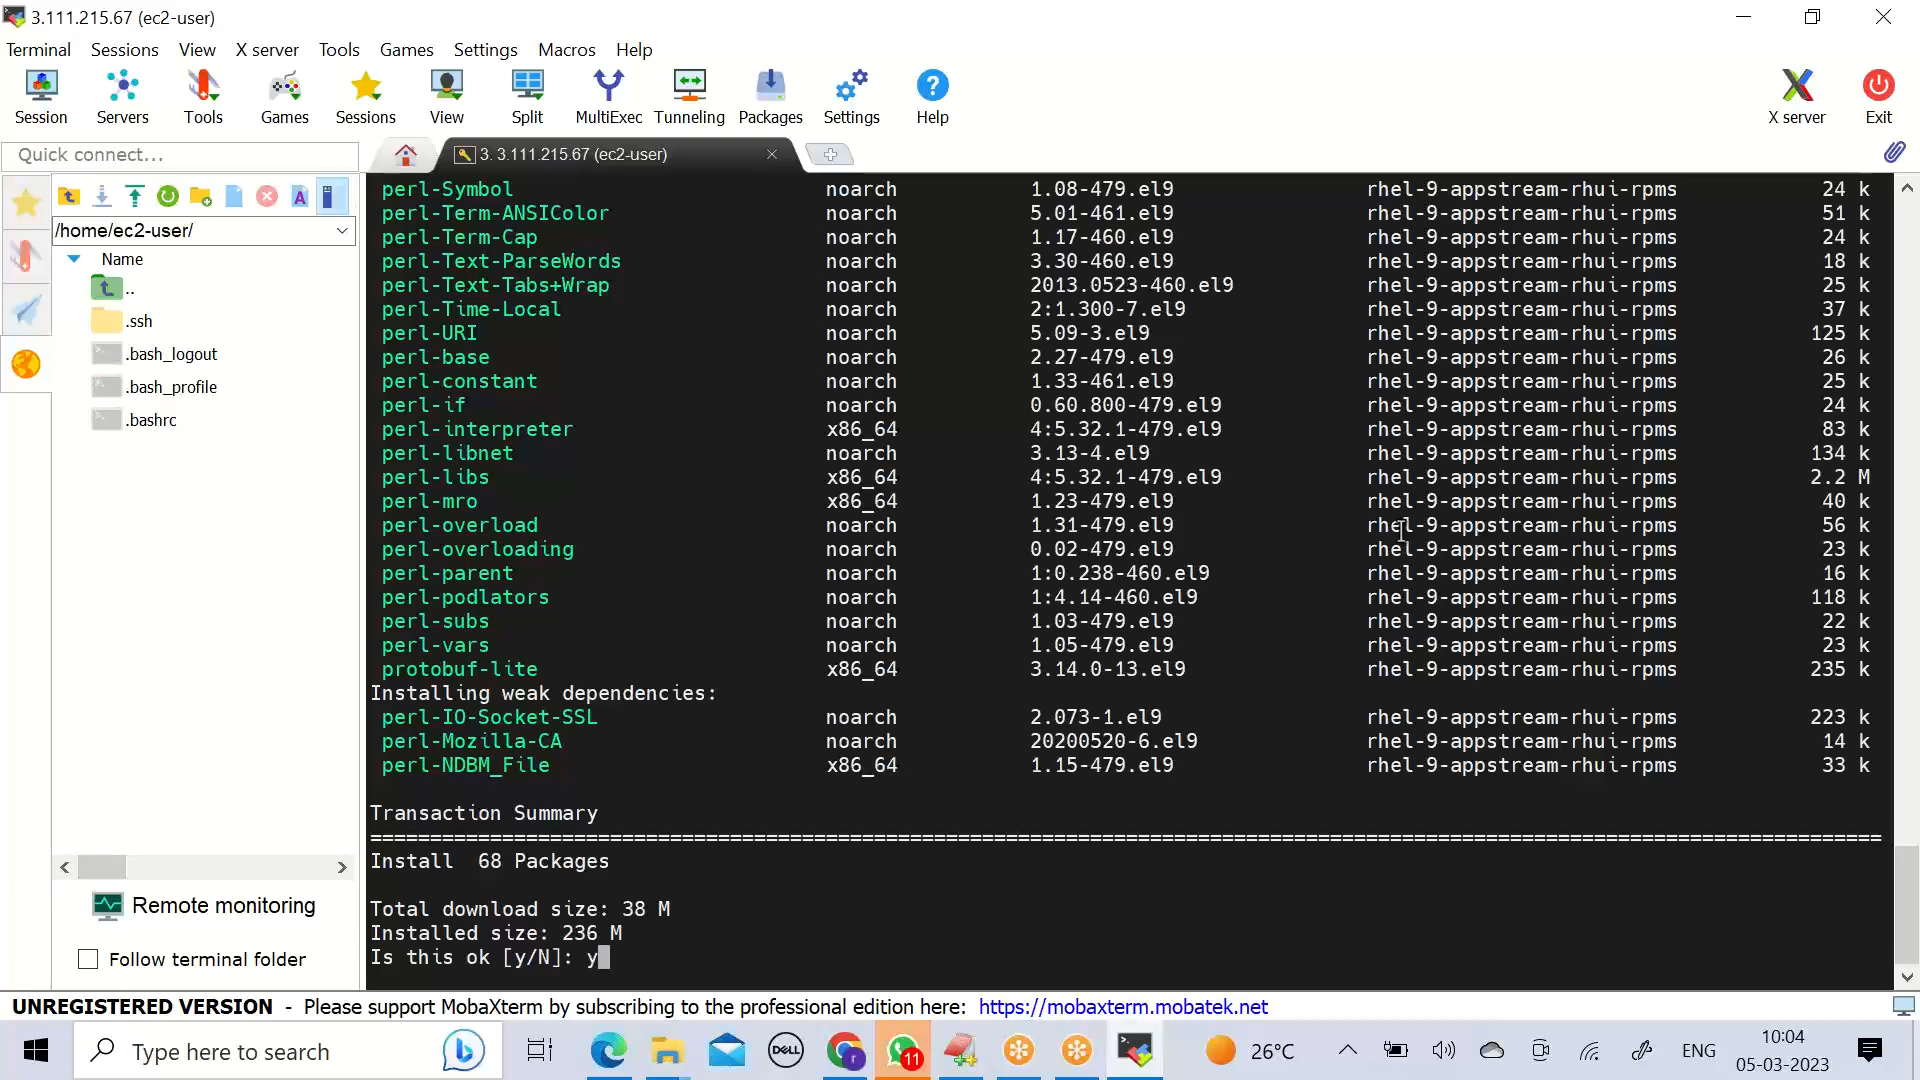 3.111.215.67 (ec2-user)
Terminal Sessions View X server Tools Games Settings Macros Help
Session Servers Tools Games Sessions View Split MultiExec Tunneling Packages Settings Help X server Exit
Quick connect...
3. 3.111.215.67 (ec2-user)
/home/ec2-user/
Name
..
.ssh
.bash_logout
.bash_profile
.bashrc
Remote monitoring
Follow terminal folder
perl-Symbol noarch 1.08-479.el9 rhel-9-appstream-rhui-rpms 24 k
perl-Term-ANSIColor noarch 5.01-461.el9 rhel-9-appstream-rhui-rpms 51 k
perl-Term-Cap noarch 1.17-460.el9 rhel-9-appstream-rhui-rpms 24 k
perl-Text-ParseWords noarch 3.30-460.el9 rhel-9-appstream-rhui-rpms 18 k
perl-Text-Tabs+Wrap noarch 2013.0523-460.el9 rhel-9-appstream-rhui-rpms 25 k
perl-Time-Local noarch 2:1.300-7.el9 rhel-9-appstream-rhui-rpms 37 k
perl-URI noarch 5.09-3.el9 rhel-9-appstream-rhui-rpms 125 k
perl-base noarch 2.27-479.el9 rhel-9-appstream-rhui-rpms 26 k
perl-constant noarch 1.33-461.el9 rhel-9-appstream-rhui-rpms 25 k
perl-if noarch 0.60.800-479.el9 rhel-9-appstream-rhui-rpms 24 k
perl-interpreter x86_64 4:5.32.1-479.el9 rhel-9-appstream-rhui-rpms 83 k
perl-libnet noarch 3.13-4.el9 rhel-9-appstream-rhui-rpms 134 k
perl-libs x86_64 4:5.32.1-479.el9 rhel-9-appstream-rhui-rpms 2.2 M
perl-mro x86_64 1.23-479.el9 rhel-9-appstream-rhui-rpms 40 k
perl-overload noarch 1.31-479.el9 rhel-9-appstream-rhui-rpms 56 k
perl-overloading noarch 0.02-479.el9 rhel-9-appstream-rhui-rpms 23 k
perl-parent noarch 1:0.238-460.el9 rhel-9-appstream-rhui-rpms 16 k
perl-podlators noarch 1:4.14-460.el9 rhel-9-appstream-rhui-rpms 118 k
perl-subs noarch 1.03-479.el9 rhel-9-appstream-rhui-rpms 22 k
perl-vars noarch 1.05-479.el9 rhel-9-appstream-rhui-rpms 23 k
protobuf-lite x86_64 3.14.0-13.el9 rhel-9-appstream-rhui-rpms 235 k
Installing weak dependencies:
perl-IO-Socket-SSL noarch 2.073-1.el9 rhel-9-appstream-rhui-rpms 223 k
perl-Mozilla-CA noarch 20200520-6.el9 rhel-9-appstream-rhui-rpms 14 k
perl-NDBM_File x86_64 1.15-479.el9 rhel-9-appstream-rhui-rpms 33 k
Transaction Summary
Install 68 Packages
Total download size: 38 M
Installed size: 236 M
Is this ok [y/N]: y
UNREGISTERED VERSION - Please support MobaXterm by subscribing to the professional edition here: https://mobaxterm.mobatek.net
Type here to search
DELL
11
26°C
ENG
10:04
05-03-2023